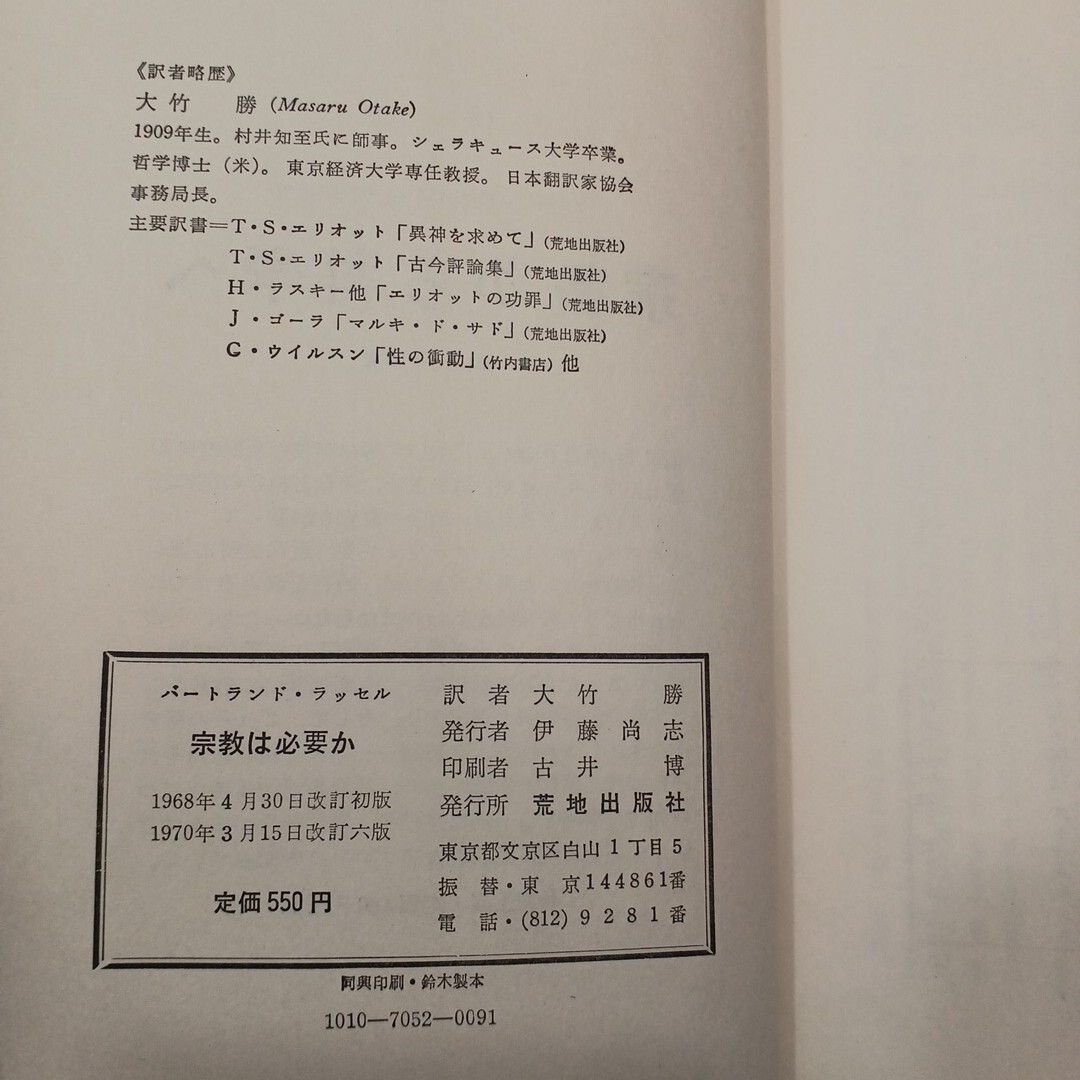 《訳者略歴》
大竹　勝 (Masaru Otake)
1909年生。村井知至氏に師事。シェラキュース大学卒業。
哲学博士（米）。東京経済大学専任教授。日本翻訳家協会
事務局長。
主要訳書＝T・S・エリオット「異神を求めて」(荒地出版社)
T・S・エリオット「古今評論集」(荒地出版社)
H・ラスキー他「エリオットの功罪」(荒地出版社)
J・ゴーラ「マルキ・ド・サド」(荒地出版社)
C・ウイルスン「性の衝動」(竹内書店) 他
バートランド・ラッセル
宗教は必要か
1968年4月30日改訂初版
1970年3月15日改訂六版
定価550円
訳者 大竹　勝
発行者 伊藤尚志
印刷者 古井　博
発行所 荒地出版社
東京都文京区白山1丁目5
振替・東京144861番
電話・(812)9281番
同興印刷・鈴木製本
1010―7052―0091